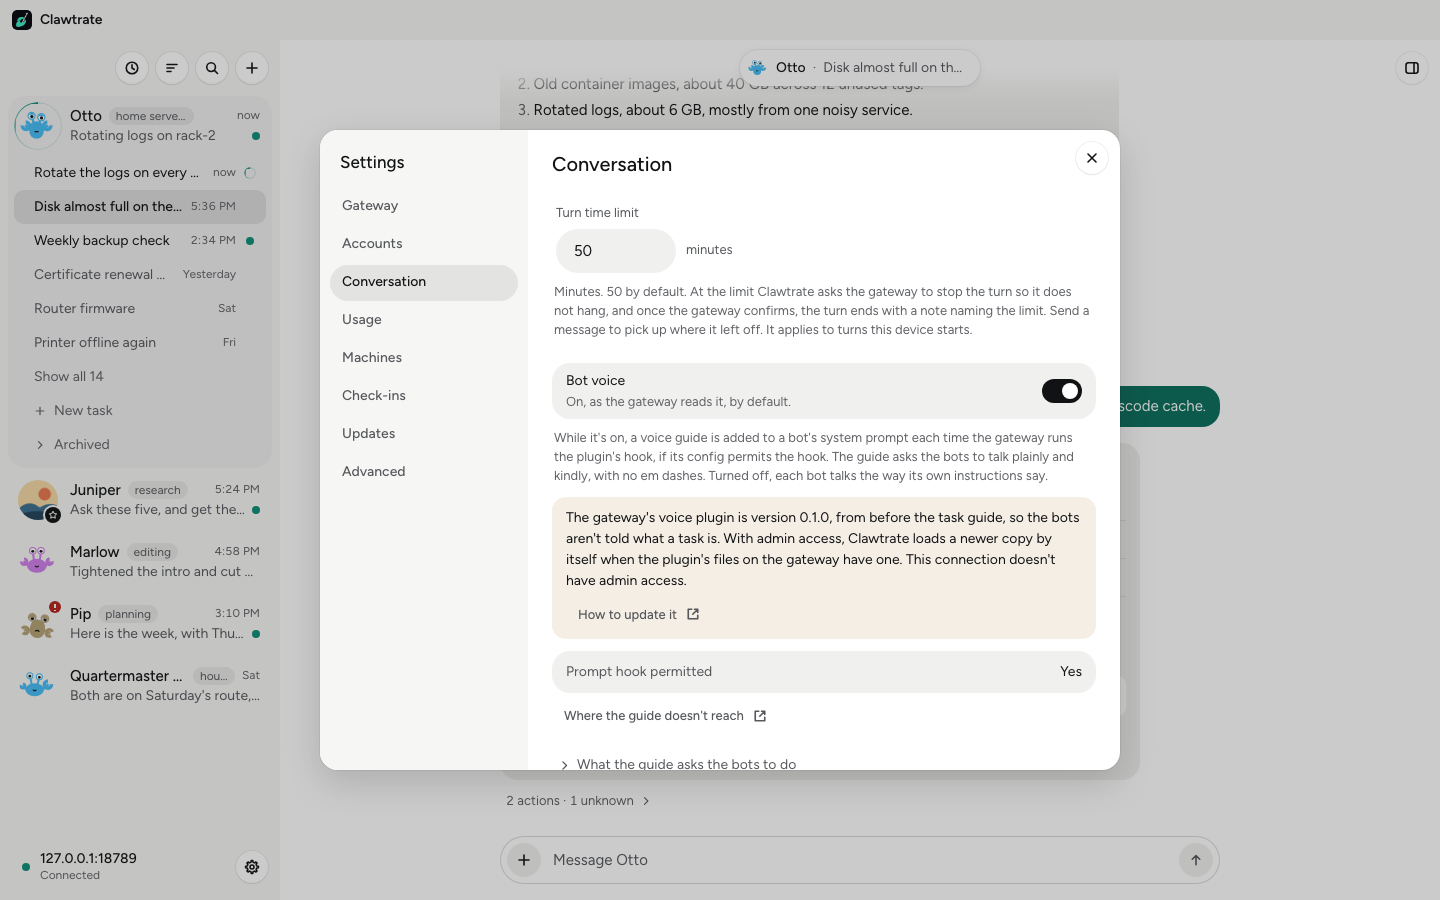 Clawtrate
Otto
home serve...
now
Rotating logs on rack-2
Rotate the logs on every ...
now
Disk almost full on the...
5:36 PM
Weekly backup check
2:34 PM
Certificate renewal ...
Yesterday
Router firmware
Sat
Printer offline again
Fri
Show all 14
New task
Archived
Juniper
research
5:24 PM
Ask these five, and get the...
Marlow
editing
4:58 PM
Tightened the intro and cut ...
Pip
planning
3:10 PM
Here is the week, with Thu...
Quartermaster ...
hou...
Sat
Both are on Saturday's route,...
127.0.0.1:18789
Connected
Otto · Disk almost full on th...
2. Old container images, about 40 GB across 12 unused tags.
3. Rotated logs, about 6 GB, mostly from one noisy service.
Settings
Gateway
Accounts
Conversation
Usage
Machines
Check-ins
Updates
Advanced
Conversation
Turn time limit
50
minutes
Minutes. 50 by default. At the limit Clawtrate asks the gateway to stop the turn so it does
not hang, and once the gateway confirms, the turn ends with a note naming the limit. Send a
message to pick up where it left off. It applies to turns this device starts.
Bot voice
On, as the gateway reads it, by default.
While it's on, a voice guide is added to a bot's system prompt each time the gateway runs
the plugin's hook, if its config permits the hook. The guide asks the bots to talk plainly and
kindly, with no em dashes. Turned off, each bot talks the way its own instructions say.
The gateway's voice plugin is version 0.1.0, from before the task guide, so the bots
aren't told what a task is. With admin access, Clawtrate loads a newer copy by
itself when the plugin's files on the gateway have one. This connection doesn't
have admin access.
How to update it
Prompt hook permitted
Yes
Where the guide doesn't reach
What the guide asks the bots to do
scode cache.
2 actions · 1 unknown
Message Otto